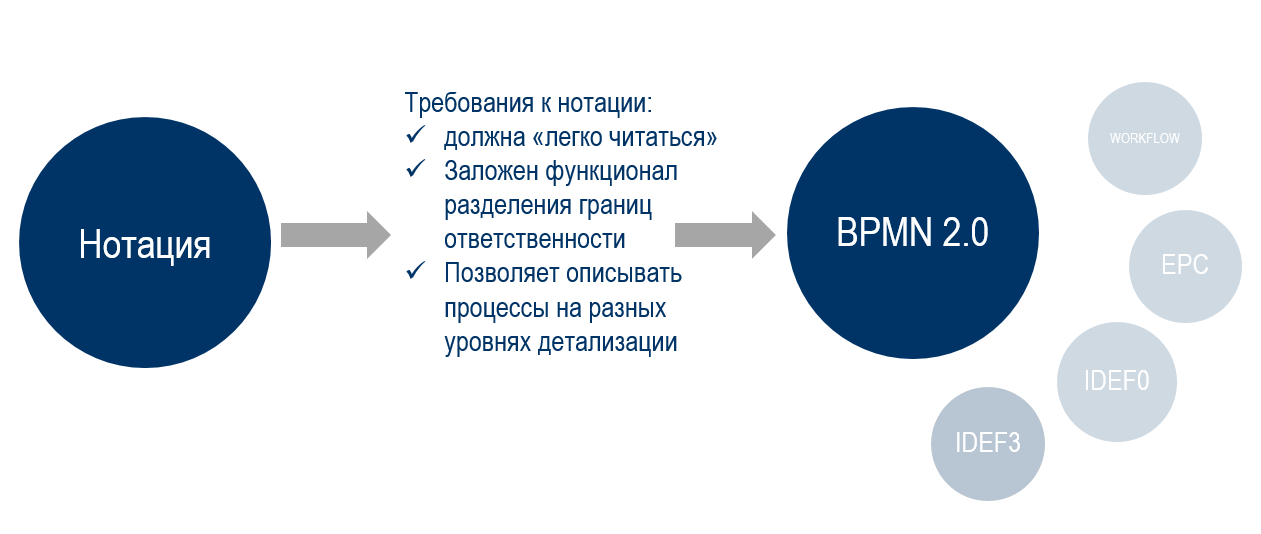 Нотация
Требования к нотации:
✓ должна «легко читаться»
✓ Заложен функционал
разделения границ
ответственности
✓ Позволяет описывать
процессы на разных
уровнях детализации
BPMN 2.0
WORKFLOW
EPC
IDEF0
IDEF3